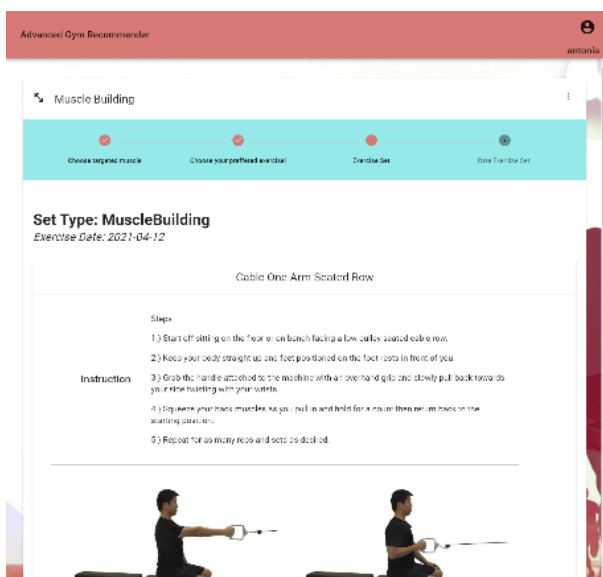 Advanced Gym Recommender
antonia
Muscle Building
Choose targeted muscle
Choose your preffered exercise!
Exercise Set
Rate Exercise Set
Set Type: MuscleBuilding
Exercise Date: 2021-04-12
Cable One Arm Seated Row
Steps
1.) Start off sitting on the floor or on bench facing a low pulley seated cable row.
2.) Keep your body straight up and feet positioned on the foot rests in front of you.
Instruction
3.) Grab the handle attached to the machine with an overhand grip and slowly pull back towards
your side twisting with your wrists.
4.) Squeeze your back muscles as you pull in and hold for a count then return back to the
starting position.
5.) Repeat for as many reps and sets as desired.